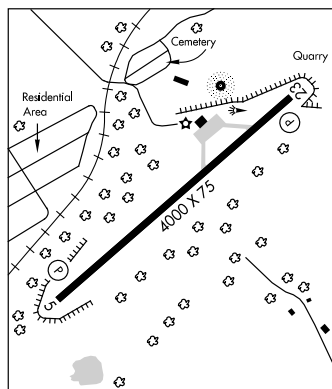 Cemetery
Quarry
Residential
Area
23
P
4000 X 75
P
5